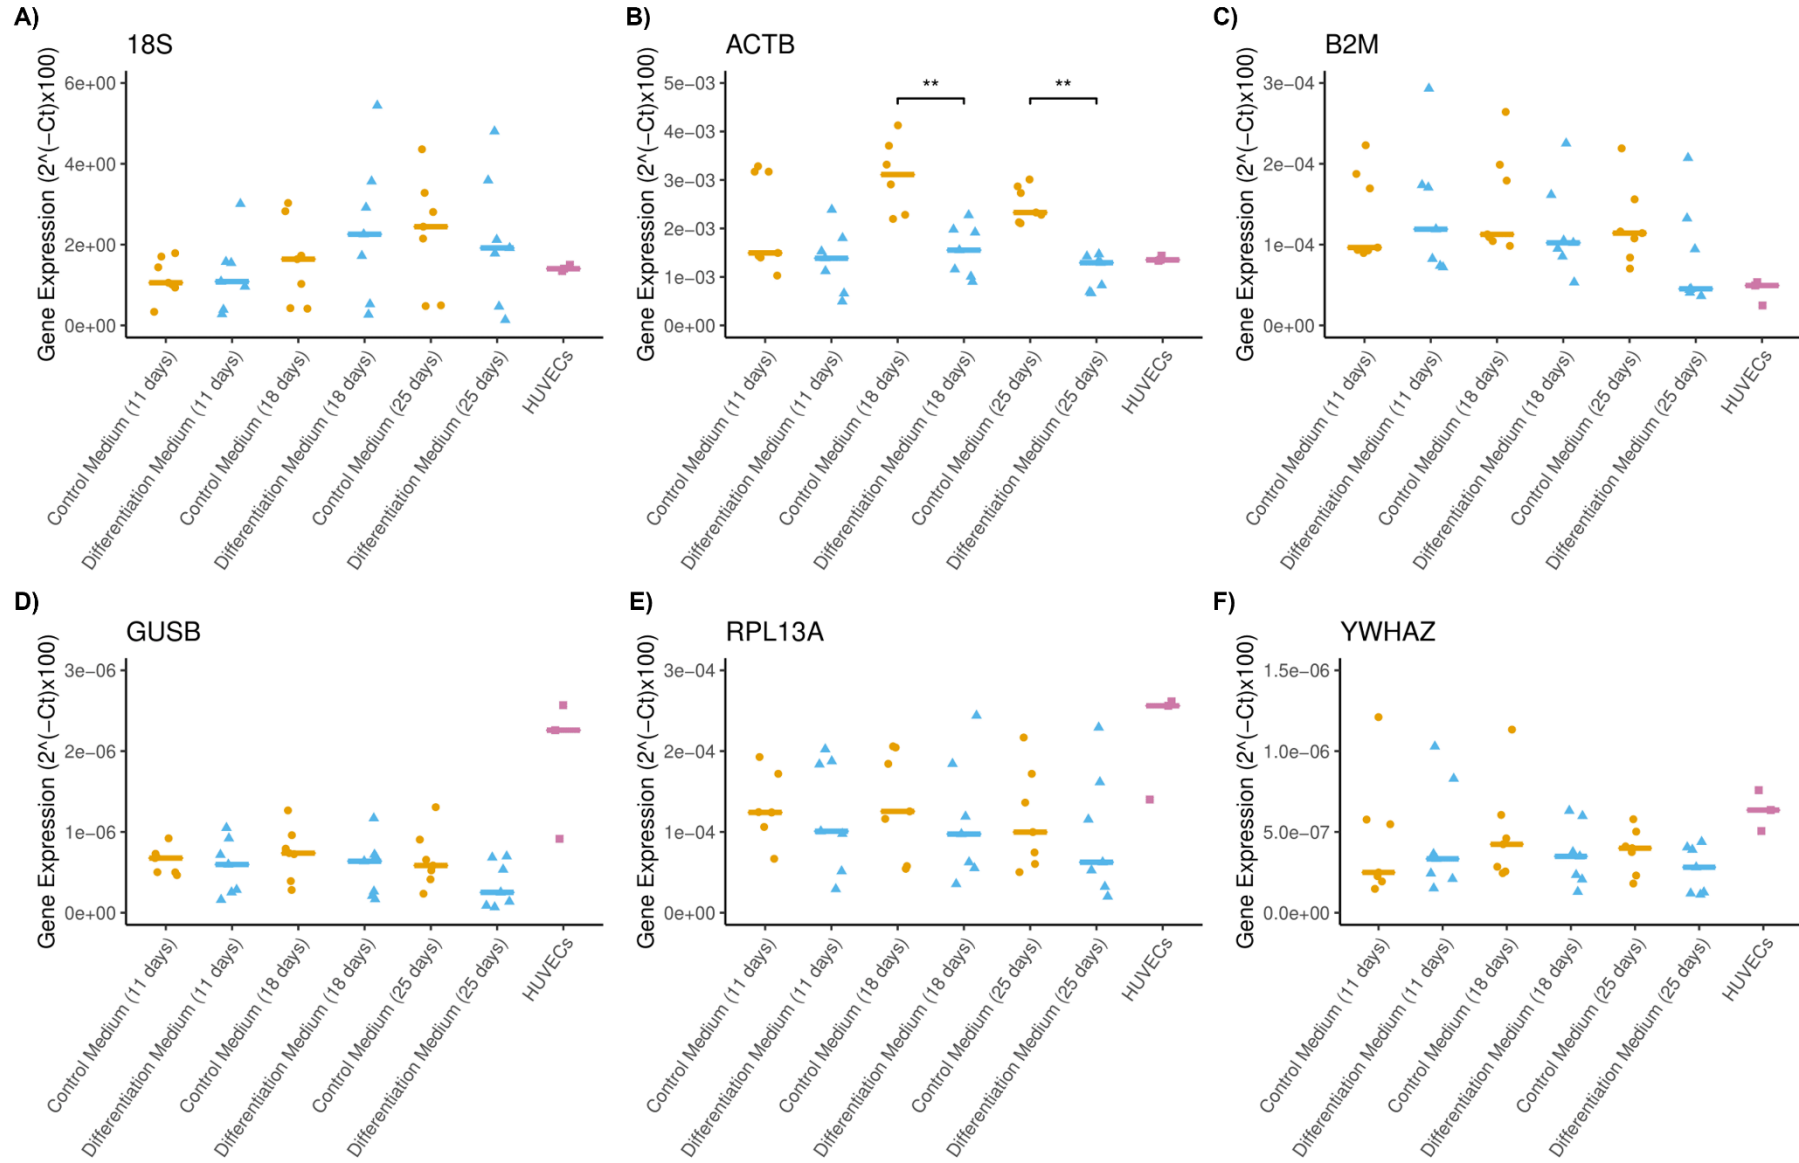 A)
18S
Gene Expression (2^(−Ct)x100)
6e+00
4e+00
2e+00
0e+00
Control Medium (11 days)
Differentiation Medium (11 days)
Control Medium (18 days)
Differentiation Medium (18 days)
Control Medium (25 days)
Differentiation Medium (25 days)
HUVECs
B)
ACTB
Gene Expression (2^(−Ct)x100)
5e−03
4e−03
3e−03
2e−03
1e−03
0e+00
**
**
Control Medium (11 days)
Differentiation Medium (11 days)
Control Medium (18 days)
Differentiation Medium (18 days)
Control Medium (25 days)
Differentiation Medium (25 days)
HUVECs
C)
B2M
Gene Expression (2^(−Ct)x100)
3e−04
2e−04
1e−04
0e+00
Control Medium (11 days)
Differentiation Medium (11 days)
Control Medium (18 days)
Differentiation Medium (18 days)
Control Medium (25 days)
Differentiation Medium (25 days)
HUVECs
D)
GUSB
Gene Expression (2^(−Ct)x100)
3e−06
2e−06
1e−06
0e+00
Control Medium (11 days)
Differentiation Medium (11 days)
Control Medium (18 days)
Differentiation Medium (18 days)
Control Medium (25 days)
Differentiation Medium (25 days)
HUVECs
E)
RPL13A
Gene Expression (2^(−Ct)x100)
3e−04
2e−04
1e−04
0e+00
Control Medium (11 days)
Differentiation Medium (11 days)
Control Medium (18 days)
Differentiation Medium (18 days)
Control Medium (25 days)
Differentiation Medium (25 days)
HUVECs
F)
YWHAZ
Gene Expression (2^(−Ct)x100)
1.5e−06
1.0e−06
5.0e−07
0.0e+00
Control Medium (11 days)
Differentiation Medium (11 days)
Control Medium (18 days)
Differentiation Medium (18 days)
Control Medium (25 days)
Differentiation Medium (25 days)
HUVECs